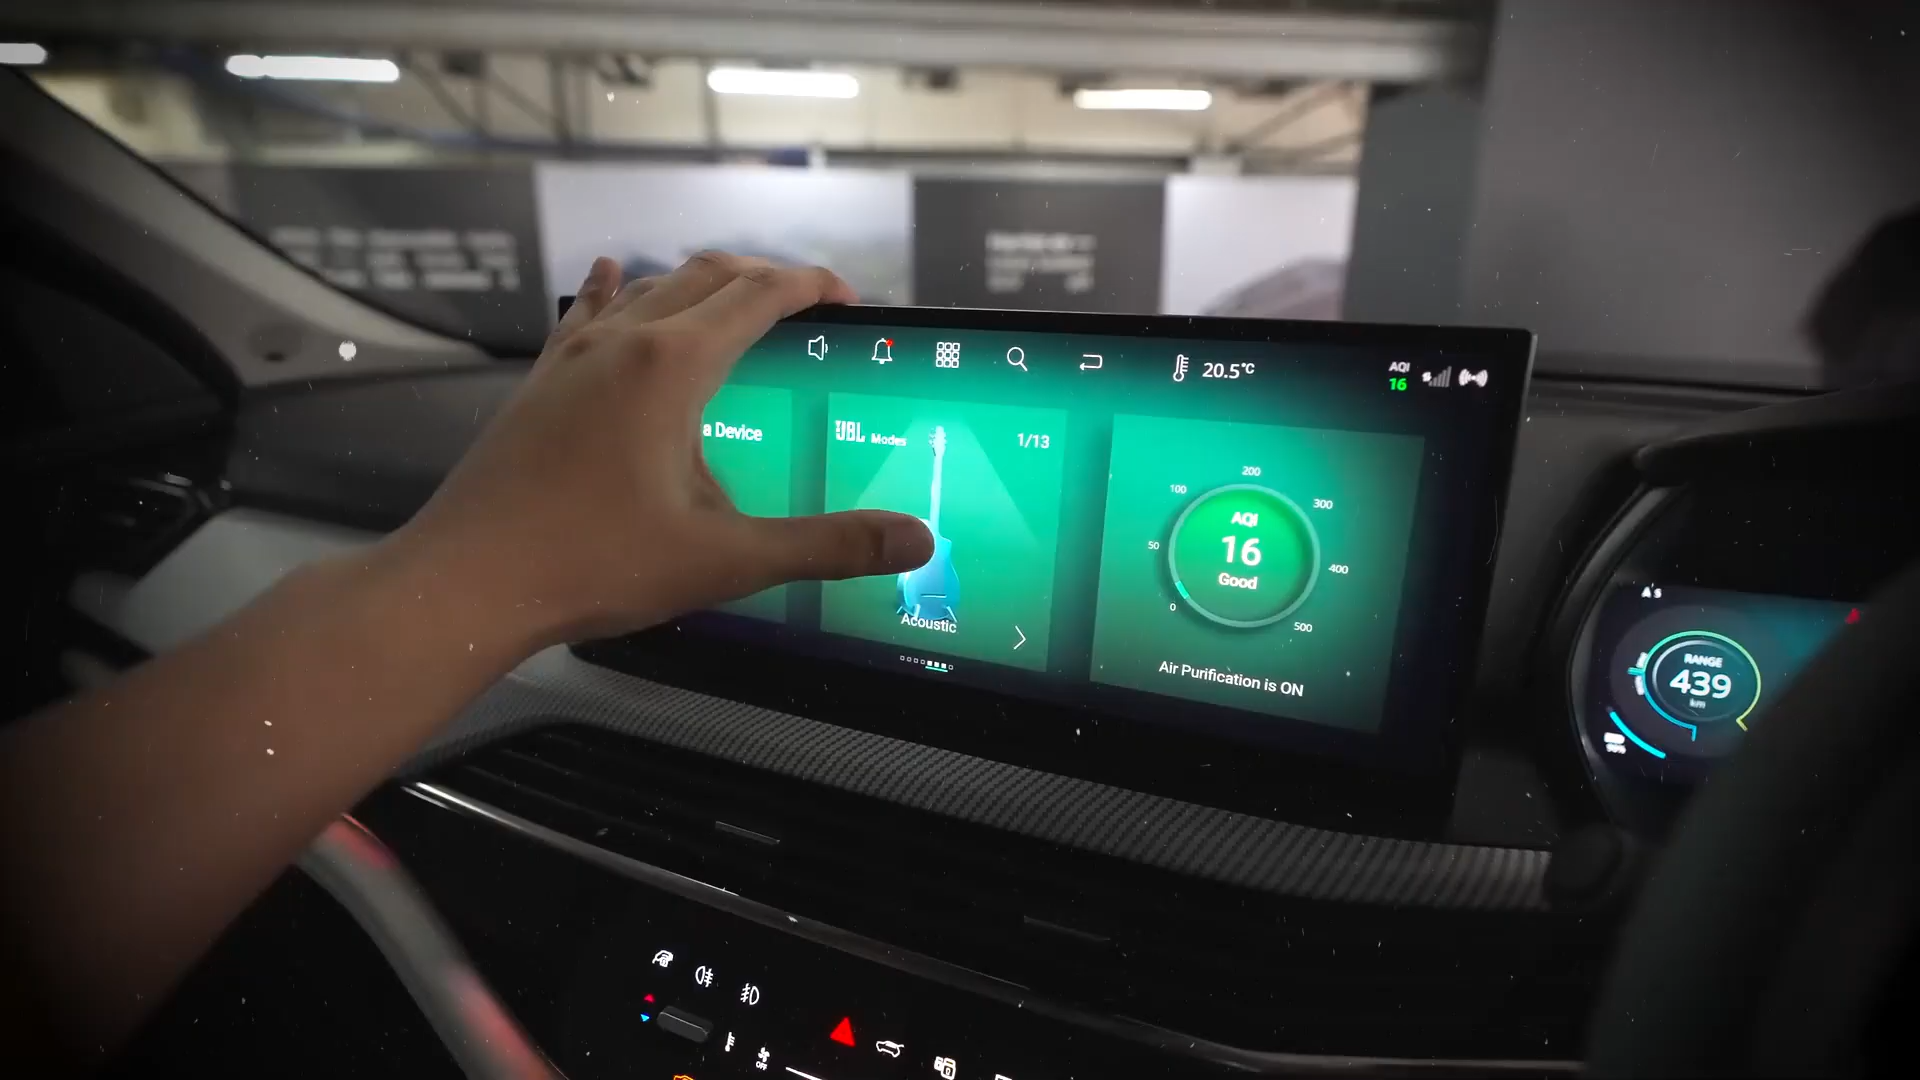 20.5°C
AQI
16
a Device
JBL Modes
1/13
Acoustic
200
100
300
50
400
0
500
AQI
16
Good
Air Purification is ON
RANGE
439
km
OFF